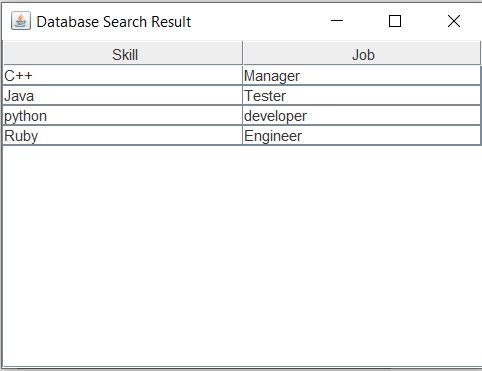 Database Search Result
Skill Job
C++ Manager
Java Tester
python developer
Ruby Engineer